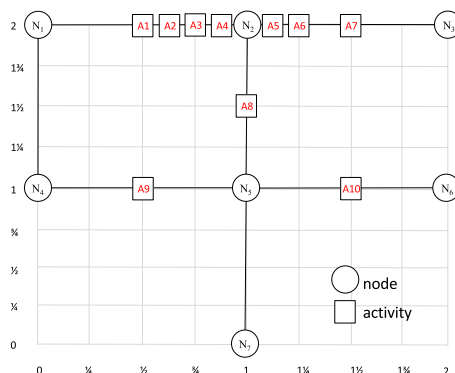 2 N₁ A1 A2 A3 A4 N₂ A5 A6 A7 N₃
1¾
1½ A8
1¼
1 N₄ A9 N₅ A10 N₆
¾
½ node
¼ activity
0 N₇
0 ¼ ½ ¾ 1 1¼ 1½ 1¾ 2